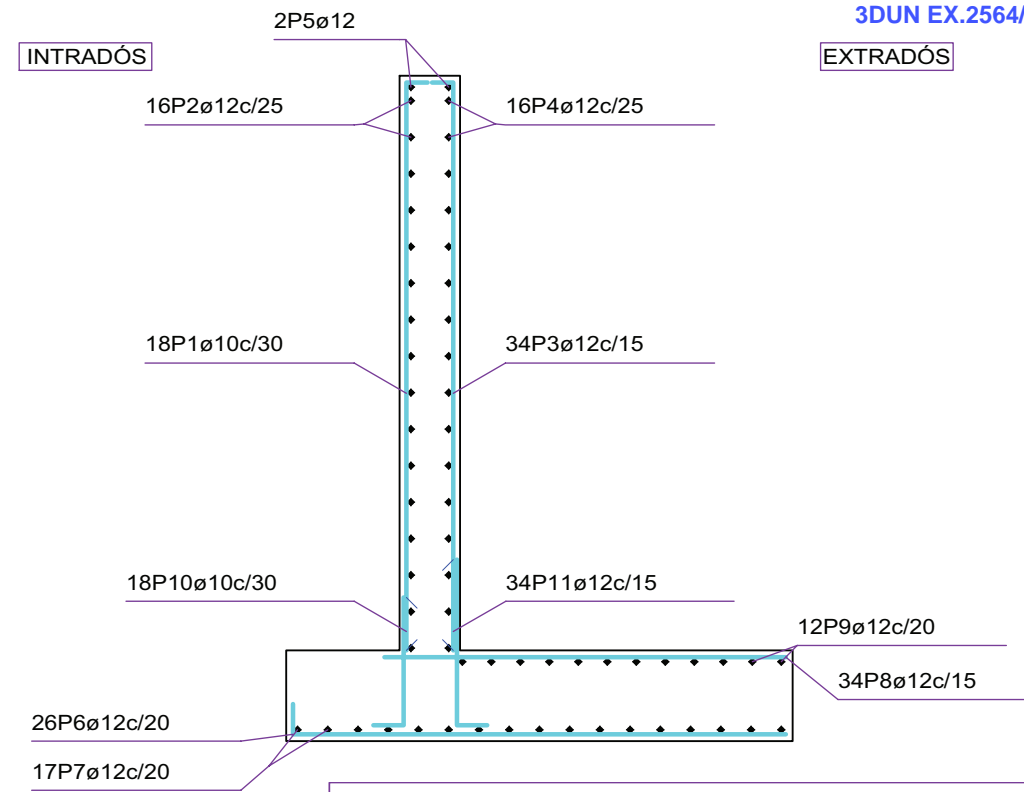 2P5ø12
3DUN EX.2564/
INTRADÓS
EXTRADÓS
16P2ø12c/25
16P4ø12c/25
18P1ø10c/30
34P3ø12c/15
18P10ø10c/30
34P11ø12c/15
12P9ø12c/20
34P8ø12c/15
26P6ø12c/20
17P7ø12c/20